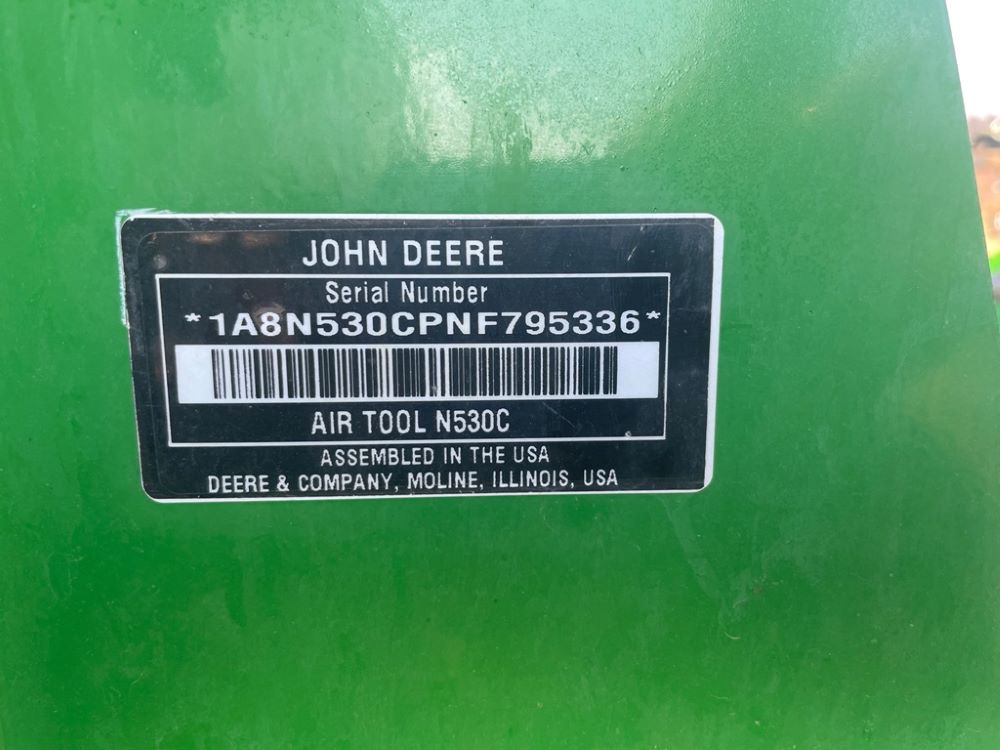 JOHN DEERE
Serial Number
*1A8N530CPNF795336*
AIR TOOL N530C
ASSEMBLED IN THE USA
DEERE & COMPANY, MOLINE, ILLINOIS, USA